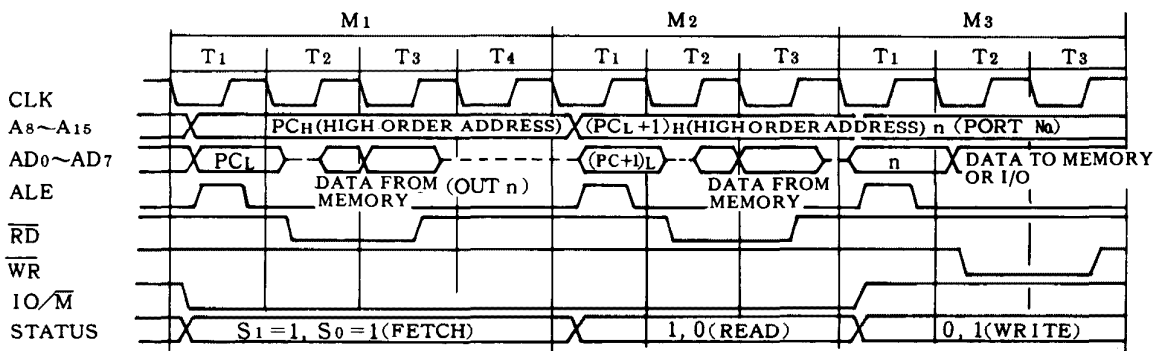 M1 M2 M3
T1 T2 T3 T4 T1 T2 T3 T1 T2 T3
CLK
A8~A15 PCH(HIGH ORDER ADDRESS) (PCL+1)H(HIGH ORDER ADDRESS) n (PORT No.)
AD0~AD7 PCL (PC+1)L n DATA TO MEMORY
OR I/O
ALE DATA FROM MEMORY (OUT n) DATA FROM MEMORY
RD
WR
IO/M
STATUS S1=1, S0=1(FETCH) 1, 0(READ) 0, 1(WRITE)